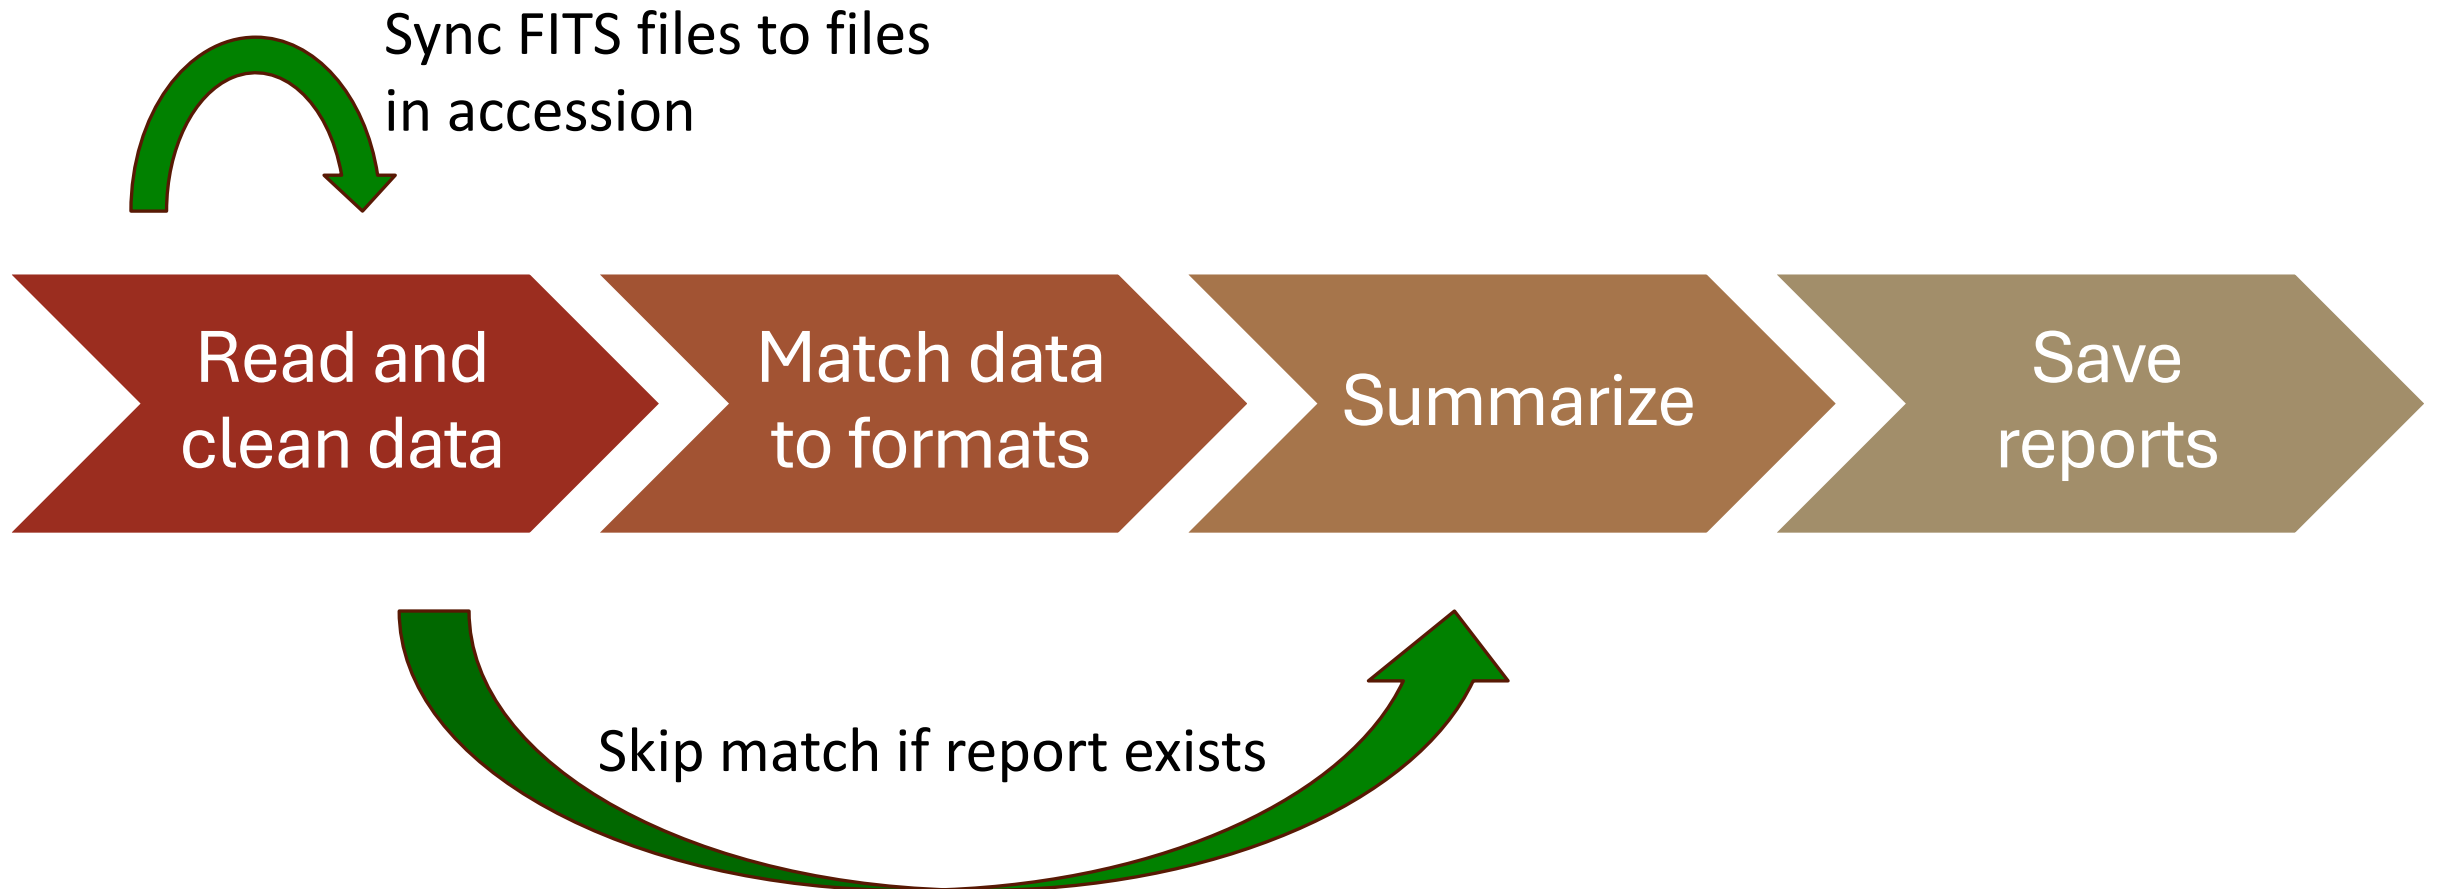 Sync FITS files to files
in accession
Read and
clean data
Match data
to formats
Summarize
Save
reports
Skip match if report exists